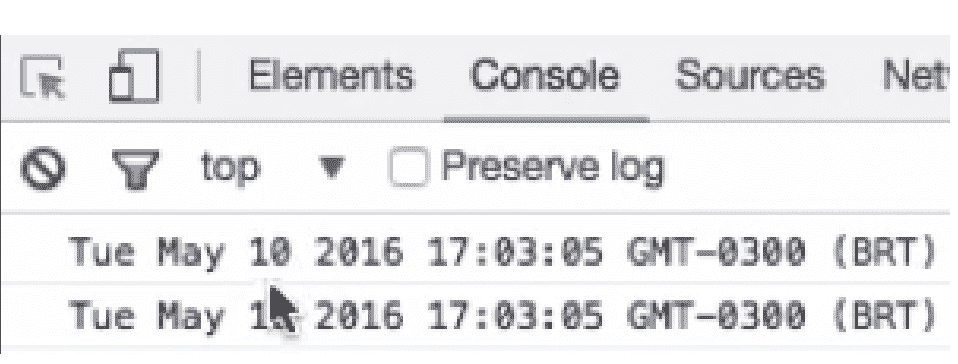 Elements Console Sources Net
top Preserve log
Tue May 10 2016 17:03:05 GMT-0300 (BRT)
Tue May 2016 17:03:05 GMT-0300 (BRT)